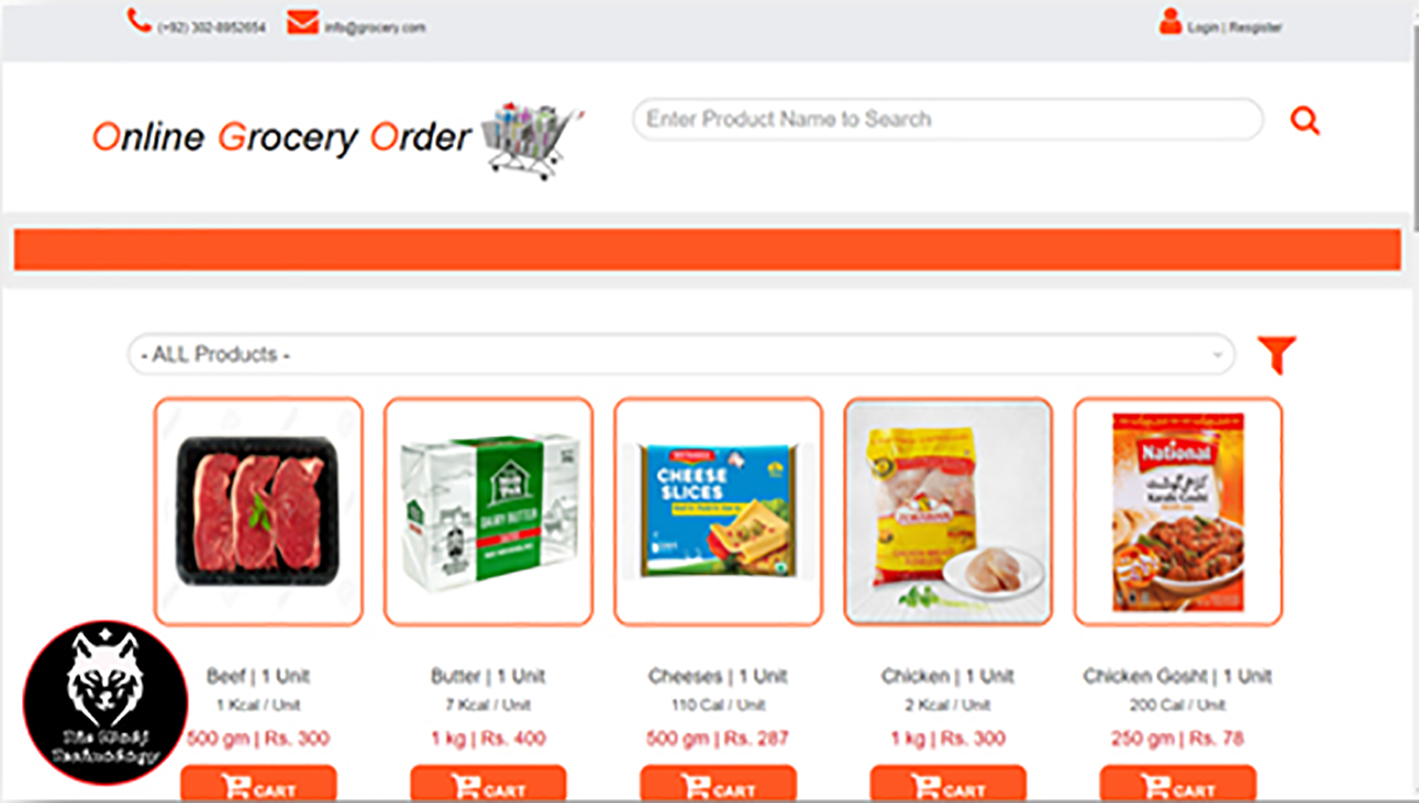 (+92) 302-8952654
info@grocery.com
Login | Resgister
Online Grocery Order
Enter Product Name to Search
- ALL Products -
DAIRY BUTTER
CHEESE
SLICES
National
Karahi Gosht
Beef | 1 Unit
Butter | 1 Unit
Cheeses | 1 Unit
Chicken | 1 Unit
Chicken Gosht | 1 Unit
1 Kcal / Unit
7 Kcal / Unit
110 Cal / Unit
2 Kcal / Unit
200 Cal / Unit
500 gm | Rs. 300
1 kg | Rs. 400
500 gm | Rs. 287
1 kg | Rs. 300
250 gm | Rs. 78
Technology
CART
CART
CART
CART
CART